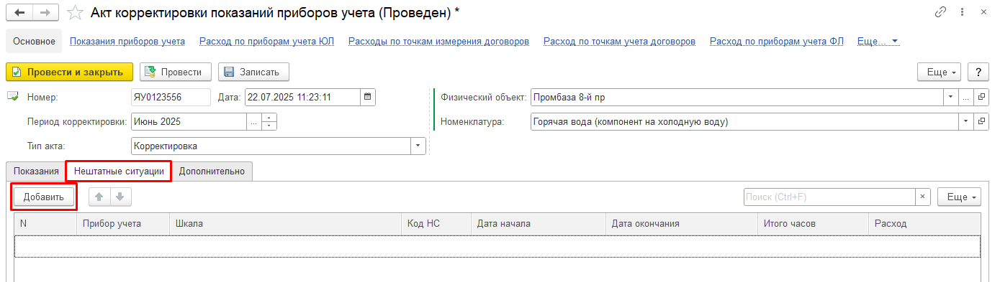 Акт корректировки показаний приборов учета (Проведен) *
Основное Показания приборов учета Расход по приборам учета ЮЛ Расходы по точкам измерения договоров Расход по точкам учета договоров Расход по приборам учета ФЛ Еще...
Провести и закрыть Провести Записать Еще ?
Номер: ЯУ0123556 Дата: 22.07.2025 11:23:11 Физический объект: Промбаза 8-й пр ...
Период корректировки: Июнь 2025 ... Номенклатура: Горячая вода (компонент на холодную воду)
Тип акта: Корректировка
Показания Нештатные ситуации Дополнительно
Добавить Поиск (Ctrl+F) × Еще
N Прибор учета Шкала Код НС Дата начала Дата окончания Итого часов Расход